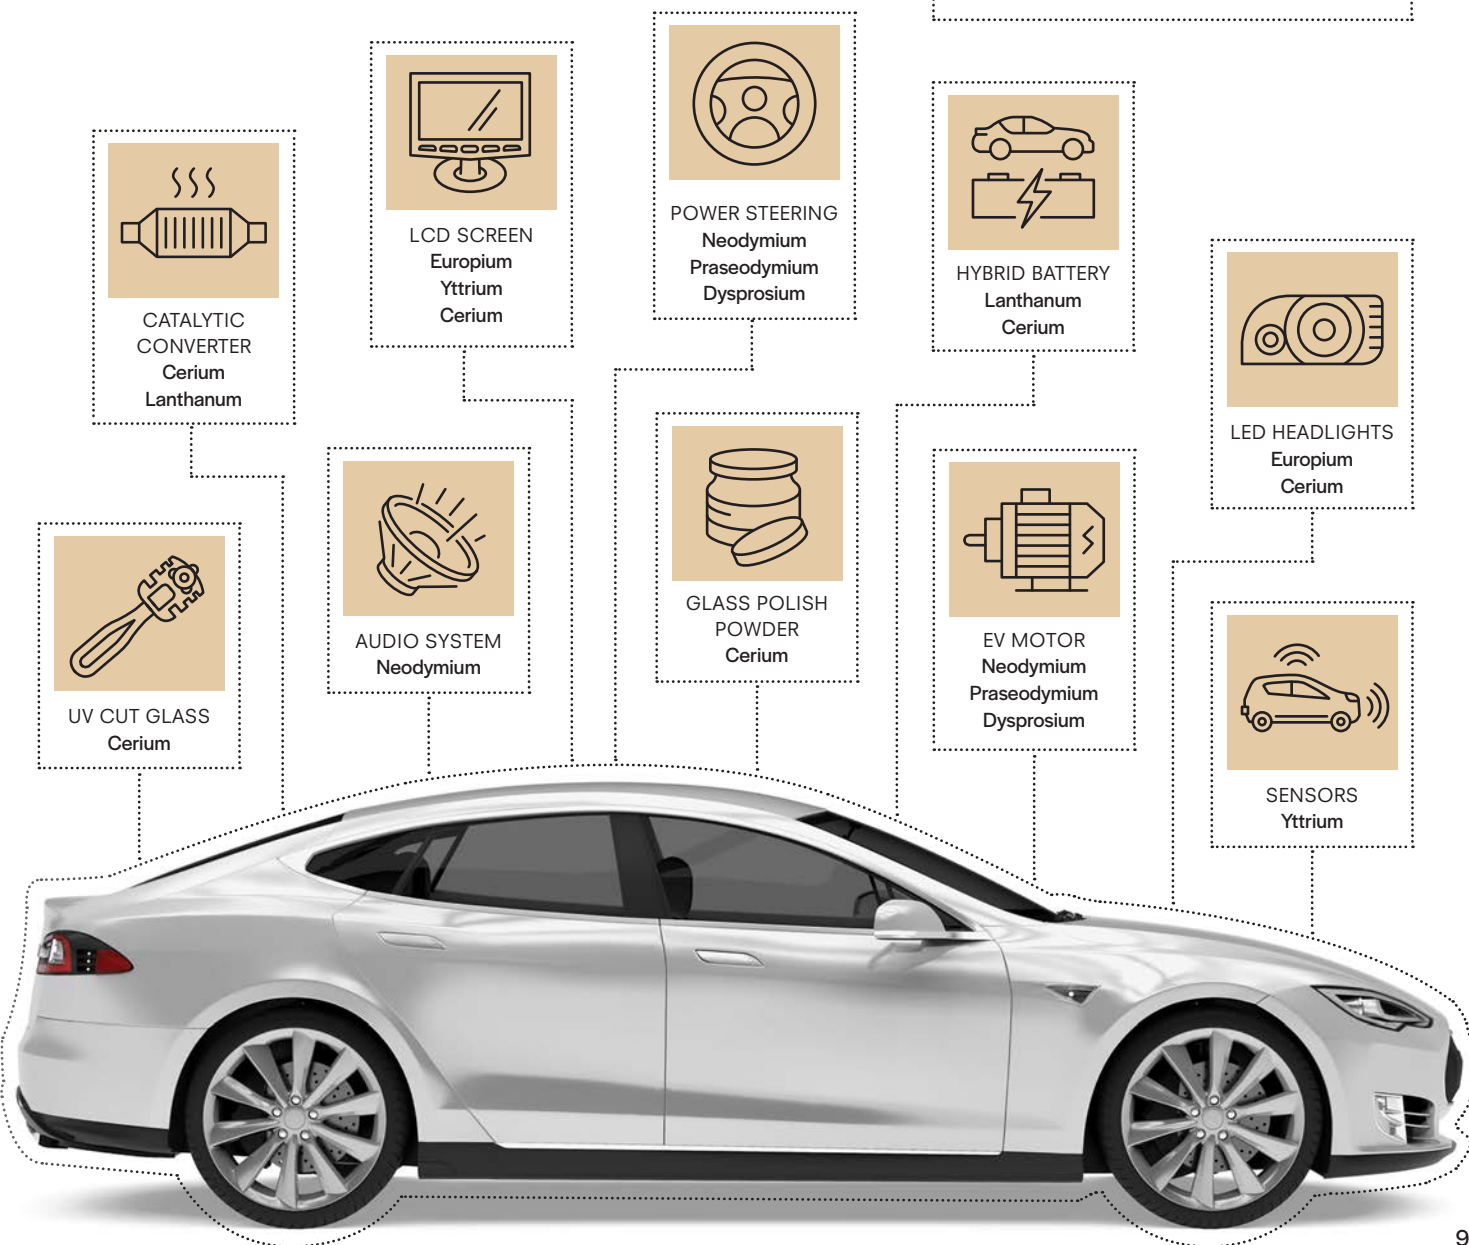 CATALYTIC
CONVERTER
Cerium
Lanthanum
LCD SCREEN
Europium
Yttrium
Cerium
POWER STEERING
Neodymium
Praseodymium
Dysprosium
HYBRID BATTERY
Lanthanum
Cerium
LED HEADLIGHTS
Europium
Cerium
UV CUT GLASS
Cerium
AUDIO SYSTEM
Neodymium
GLASS POLISH
POWDER
Cerium
EV MOTOR
Neodymium
Praseodymium
Dysprosium
SENSORS
Yttrium
9